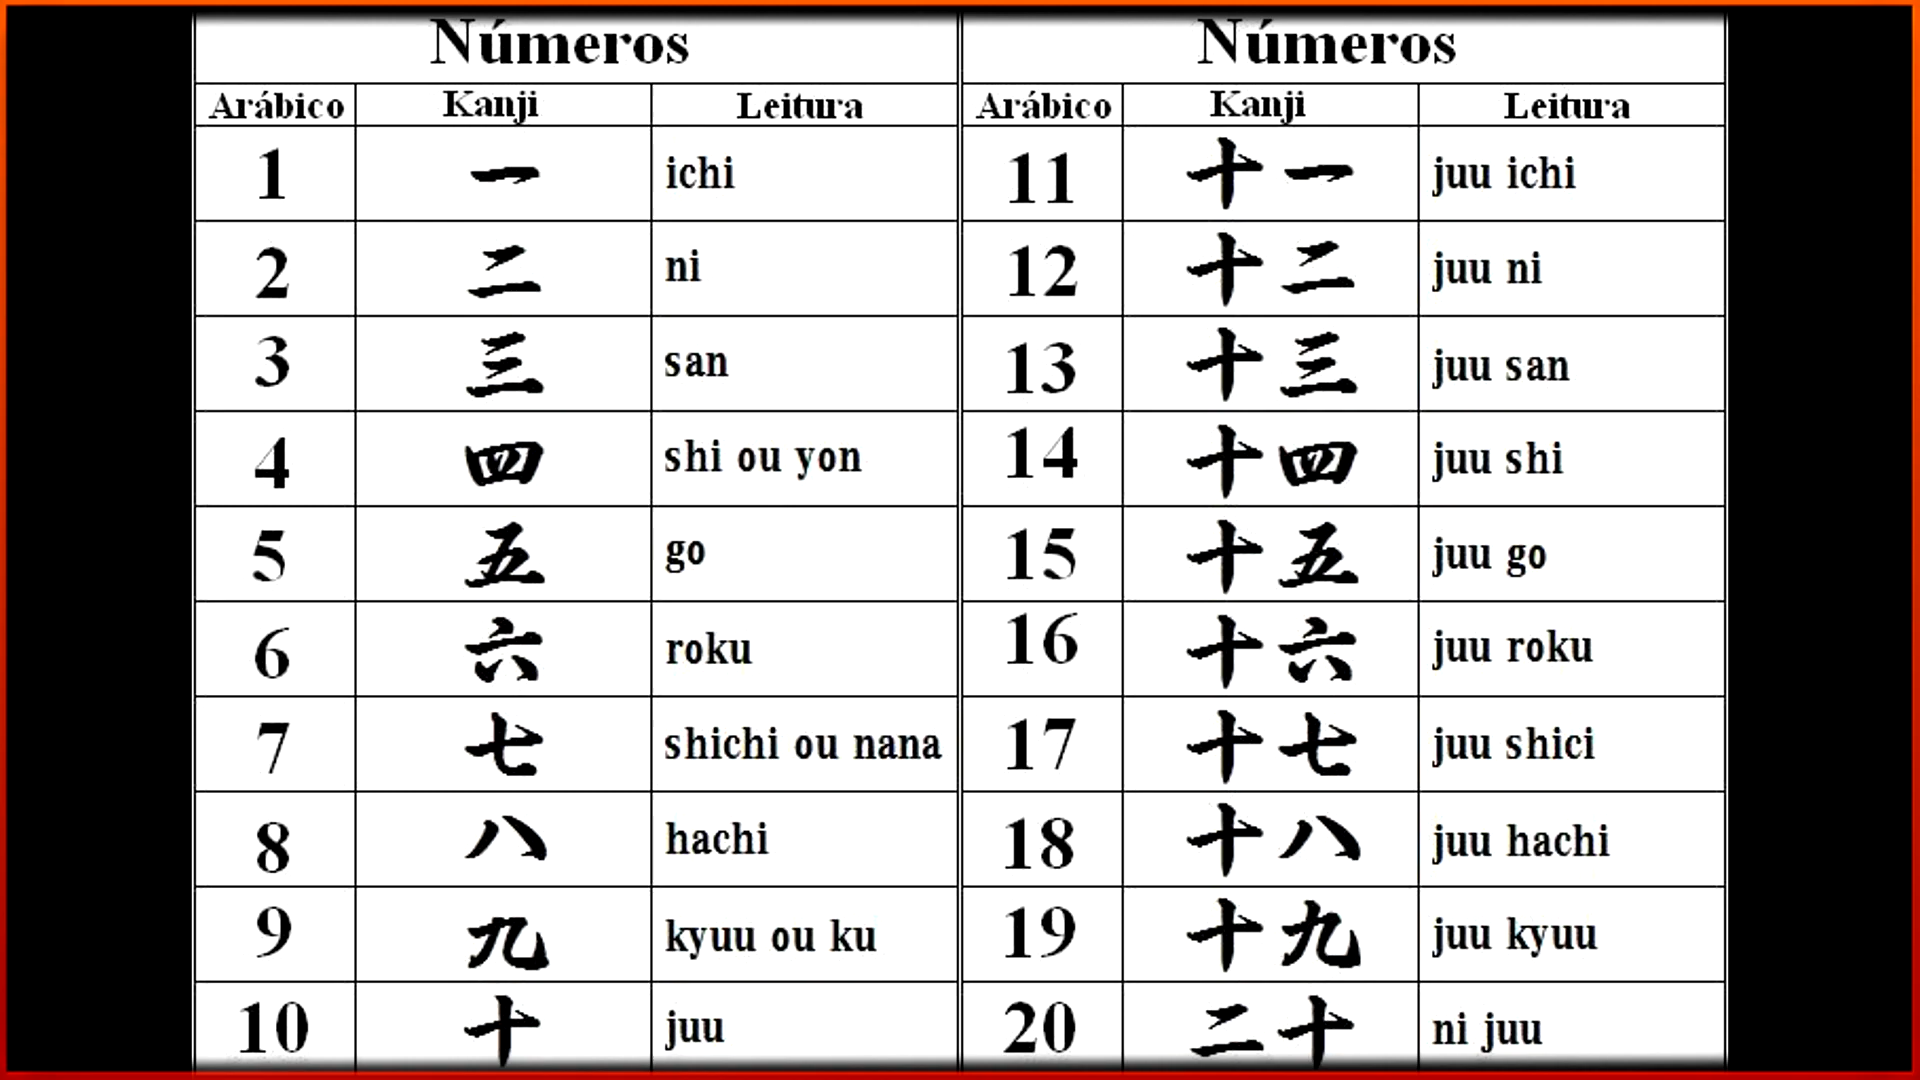 Números
Arábico Kanji Leitura
1 一 ichi
2 二 ni
3 三 san
4 四 shi ou yon
5 五 go
6 六 roku
7 七 shichi ou nana
8 八 hachi
9 九 kyuu ou ku
10 十 juu
Números
Arábico Kanji Leitura
11 十一 juu ichi
12 十二 juu ni
13 十三 juu san
14 十四 juu shi
15 十五 juu go
16 十六 juu roku
17 十七 juu shici
18 十八 juu hachi
19 十九 juu kyuu
20 二十 ni juu